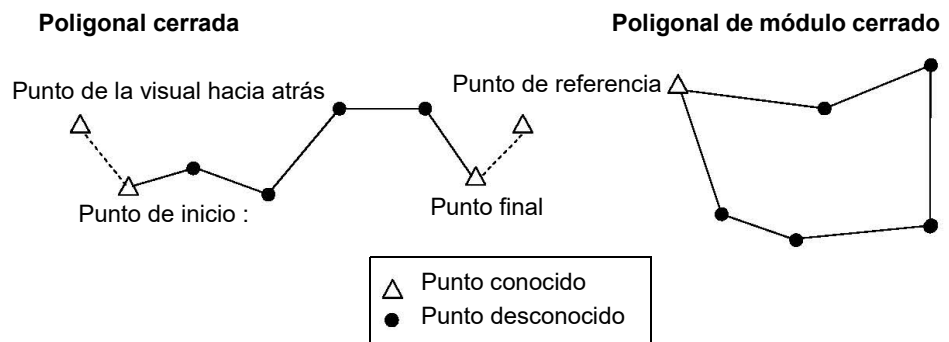 Poligonal cerrada
Poligonal de módulo cerrado
Punto de la visual hacia atrás
Punto de referencia
Punto de inicio :
Punto final
Punto conocido
Punto desconocido